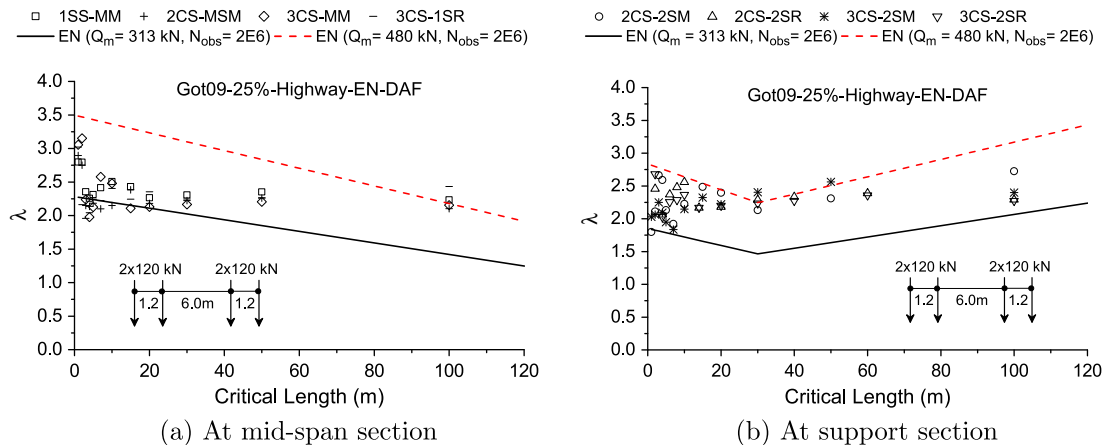 1SS-MM 2CS-MSM 3CS-MM 3CS-1SR
EN (Qm= 313 kN, Nobs= 2E6) EN (Qm= 480 kN, Nobs= 2E6)
4.0
3.5
3.0
2.5
2.0
1.5
1.0
0.5
0.0
λ
Got09-25%-Highway-EN-DAF
2x120 kN 2x120 kN
1.2 6.0m 1.2
0 20 40 60 80 100 120
Critical Length (m)
(a) At mid-span section
2CS-2SM 2CS-2SR 3CS-2SM 3CS-2SR
EN (Qm= 313 kN, Nobs= 2E6) EN (Qm= 480 kN, Nobs= 2E6)
4.0
3.5
3.0
2.5
2.0
1.5
1.0
0.5
0.0
λ
Got09-25%-Highway-EN-DAF
2x120 kN 2x120 kN
1.2 6.0m 1.2
0 20 40 60 80 100 120
Critical Length (m)
(b) At support section